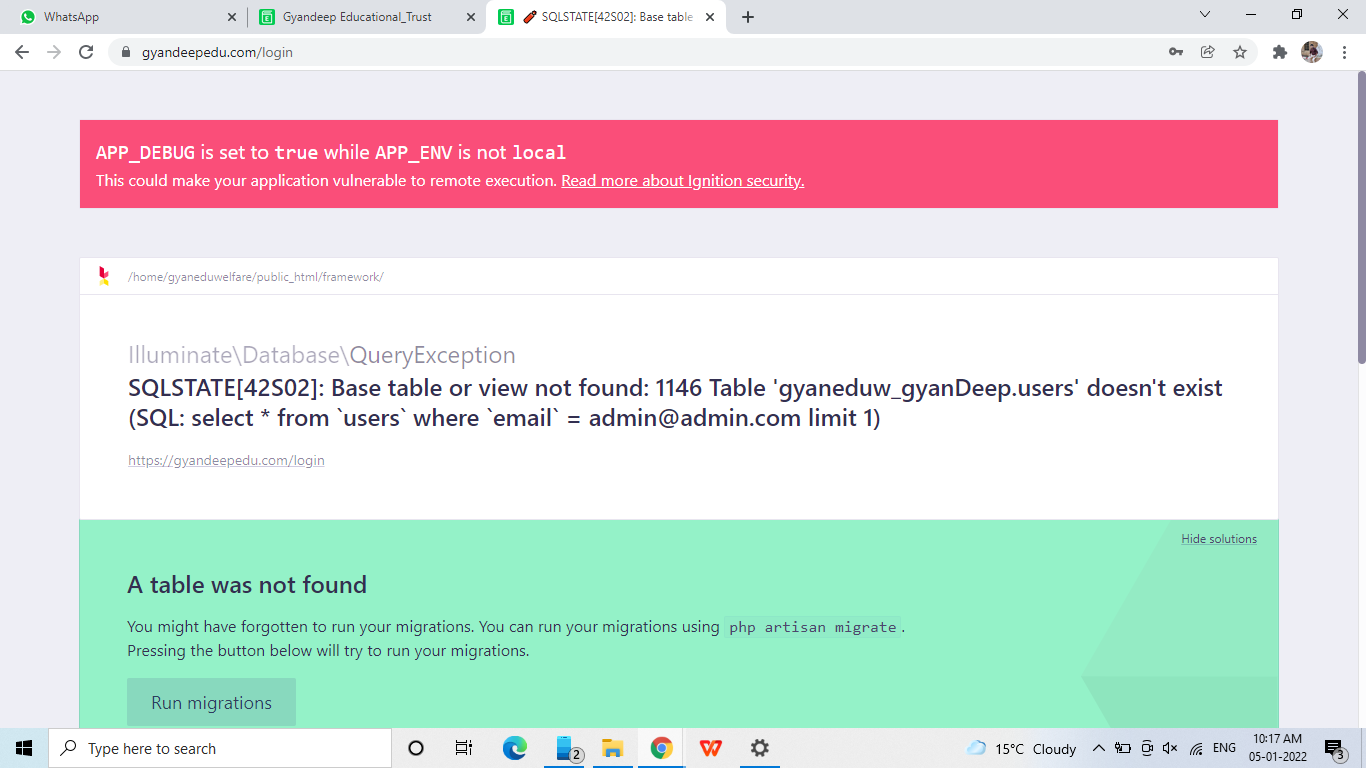 WhatsApp
Gyandeep Educational_Trust
SQLSTATE[42S02]: Base table
gyandeepedu.com/login
APP_DEBUG is set to true while APP_ENV is not local
This could make your application vulnerable to remote execution. Read more about Ignition security.
/home/gyaneduwelfare/public_html/framework/
Illuminate\Database\QueryException
SQLSTATE[42S02]: Base table or view not found: 1146 Table 'gyaneduw_gyanDeep.users' doesn't exist
(SQL: select * from `users` where `email` = admin@admin.com limit 1)
https://gyandeepedu.com/login
Hide solutions
A table was not found
You might have forgotten to run your migrations. You can run your migrations using php artisan migrate.
Pressing the button below will try to run your migrations.
Run migrations
Type here to search
2
15°C Cloudy
ENG
10:17 AM
05-01-2022
3